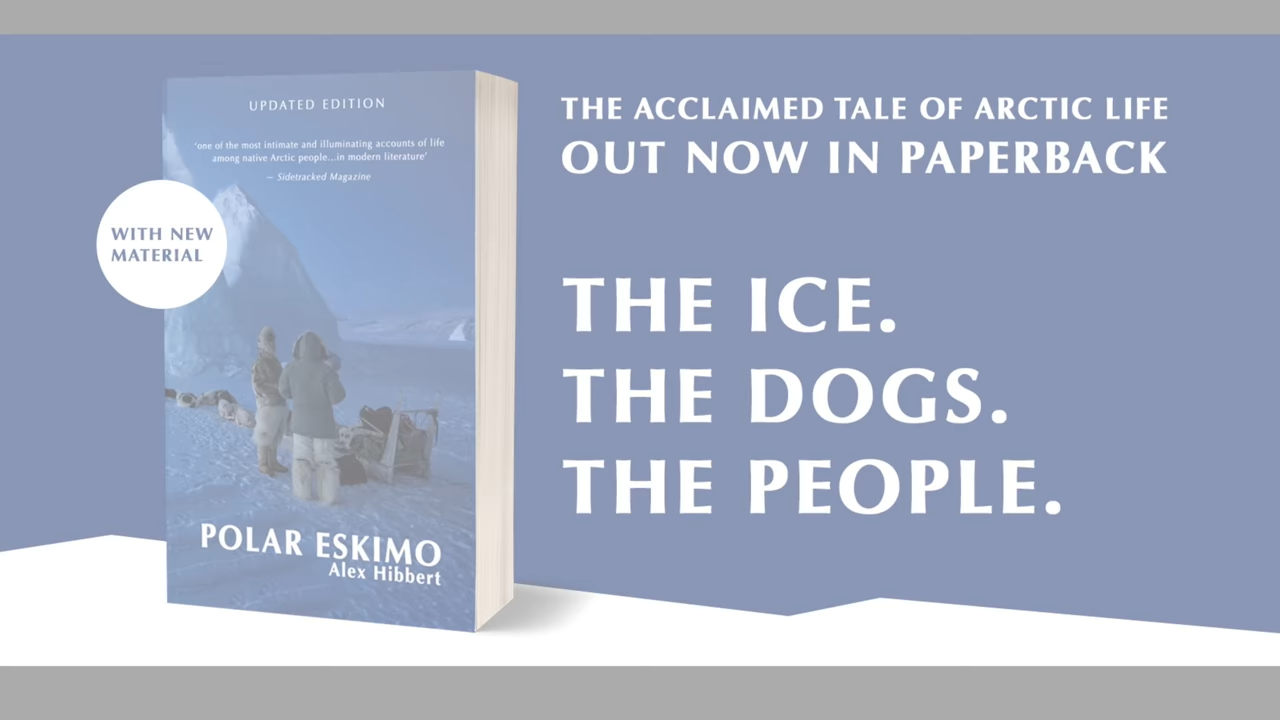 UPDATED EDITION
'one of the most intimate and illuminating accounts of life
among native Arctic people...in modern literature'
– Sidetracked Magazine
WITH NEW
MATERIAL
POLAR ESKIMO
Alex Hibbert
THE ACCLAIMED TALE OF ARCTIC LIFE
OUT NOW IN PAPERBACK
THE ICE.
THE DOGS.
THE PEOPLE.